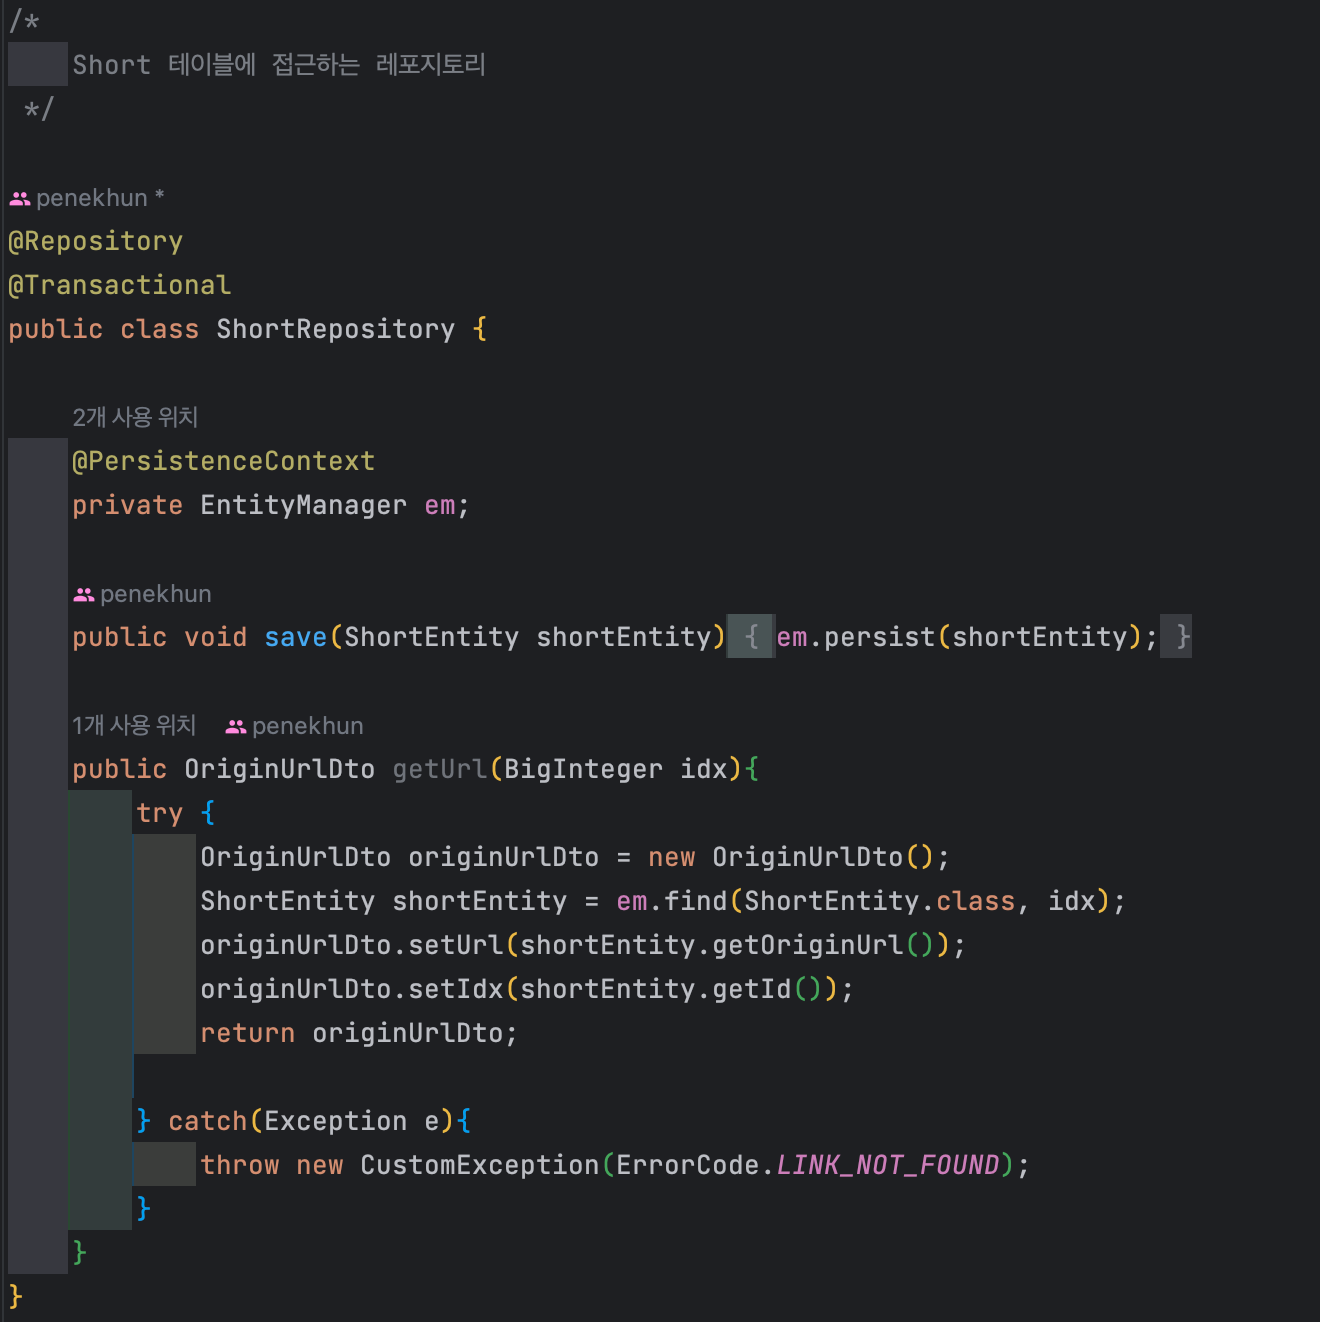 /*
Short 테이블에 접근하는 레포지토리
*/
penekhun *
@Repository
@Transactional
public class ShortRepository {
2개 사용 위치
@PersistenceContext
private EntityManager em;
penekhun
public void save(ShortEntity shortEntity) { em.persist(shortEntity); }
1개 사용 위치 penekhun
public OriginUrlDto getUrl(BigInteger idx){
try {
OriginUrlDto originUrlDto = new OriginUrlDto();
ShortEntity shortEntity = em.find(ShortEntity.class, idx);
originUrlDto.setUrl(shortEntity.getOriginUrl());
originUrlDto.setIdx(shortEntity.getId());
return originUrlDto;
} catch(Exception e){
throw new CustomException(ErrorCode.LINK_NOT_FOUND);
}
}
}